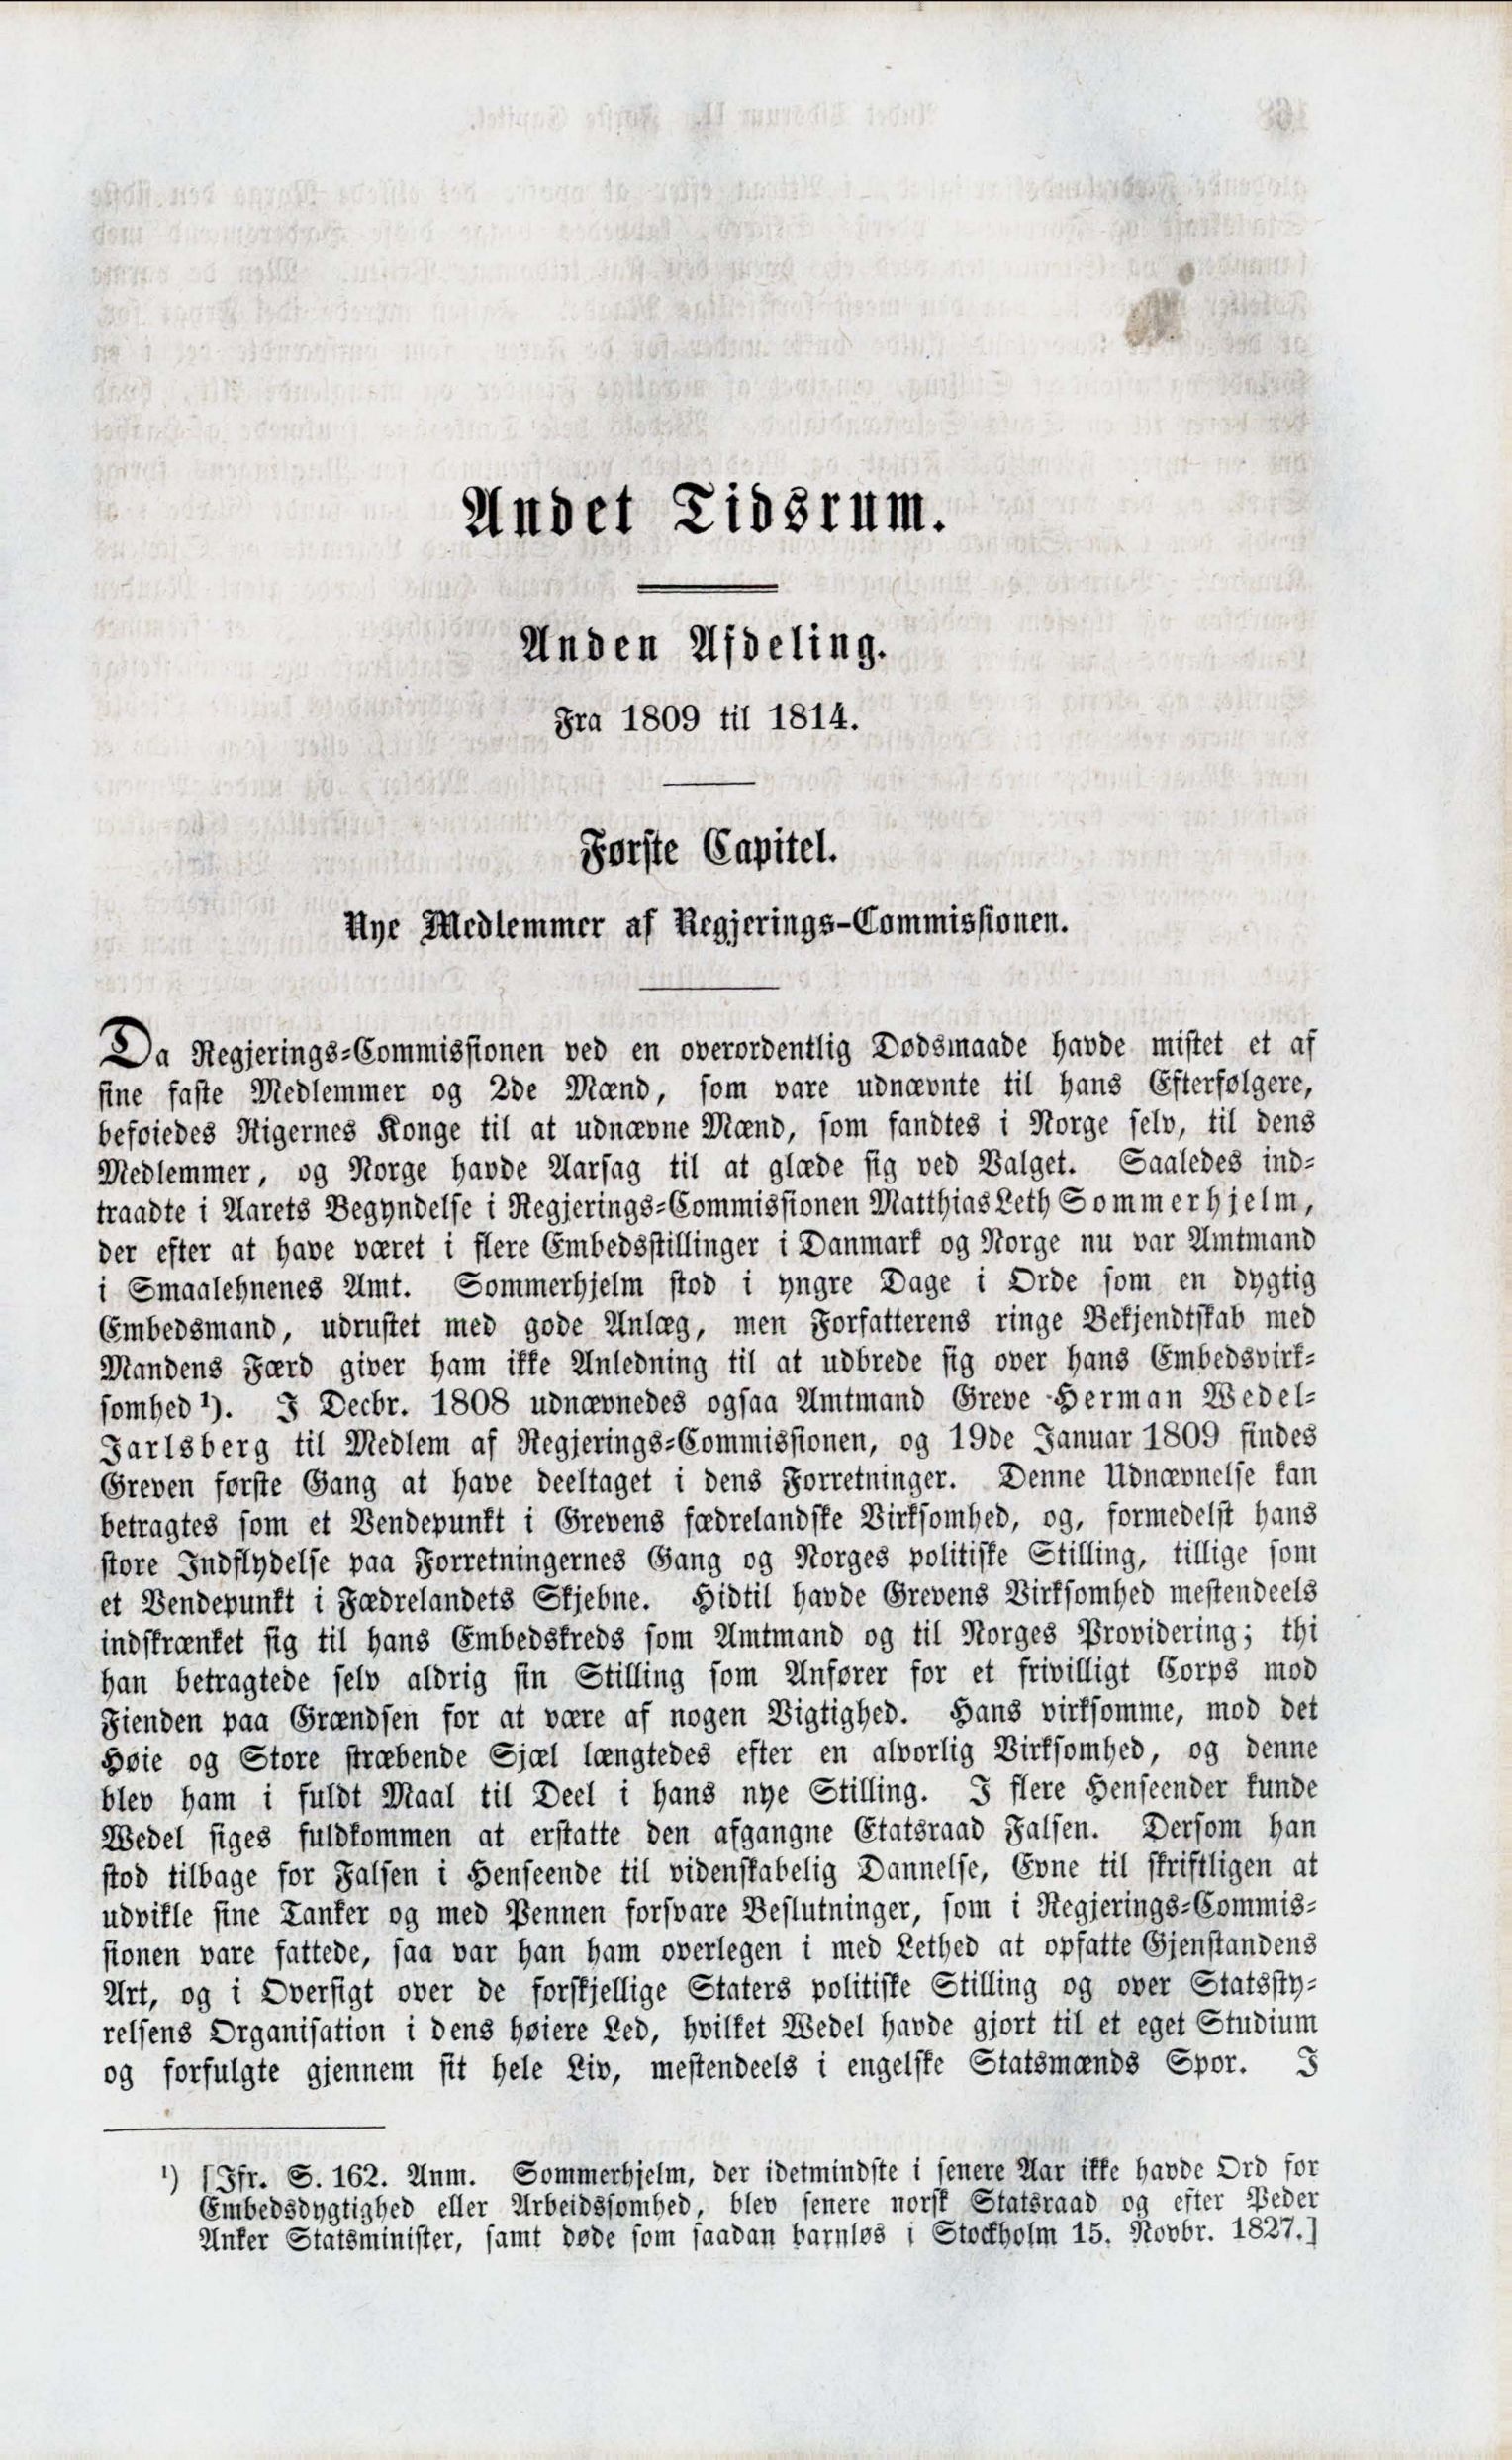 Andet Tidsrum.
Anden Afdeling.
Fra 1809 til 1814.
Første Capitel.
Nye Medlemmer af Regjerings-Commissionen.
Da Regjerings-Commissionen ved en overordentlig Dødsmaade havde mistet et af
sine faste Medlemmer og 2de Mænd, som vare udnævnte til hans Efterfølgere,
beføiedes Rigernes Konge til at udnævne Mænd, som fandtes i Norge selv, til dens
Medlemmer, og Norge havde Aarsag til at glæde sig ved Valget. Saaledes ind-
traadte i Aarets Begyndelse i Regjerings-Commissionen Matthias Leth Sommerhjelm,
der efter at have været i flere Embedsstillinger i Danmark og Norge nu var Amtmand
i Smaalehnenes Amt. Sommerhjelm stod i yngre Dage i Orde som en dygtig
Embedsmand, udrustet med gode Anlæg, men Forfatterens ringe Bekjendtskab med
Mandens Færd giver ham ikke Anledning til at udbrede sig over hans Embedsvirk-
somhed ¹). I Decbr. 1808 udnævnedes ogsaa Amtmand Greve Herman Wedel-
Jarlsberg til Medlem af Regjerings-Commissionen, og 19de Januar 1809 findes
Greven første Gang at have deeltaget i dens Forretninger. Denne Udnævnelse kan
betragtes som et Vendepunkt i Grevens fædrelandske Virksomhed, og, formedelst hans
store Indflydelse paa Forretningernes Gang og Norges politiske Stilling, tillige som
et Vendepunkt i Fædrelandets Skjebne. Hidtil havde Grevens Virksomhed mestendeels
indskrænket sig til hans Embedskreds som Amtmand og til Norges Providering; thi
han betragtede selv aldrig sin Stilling som Anfører for et frivilligt Corps mod
Fienden paa Grændsen for at være af nogen Vigtighed. Hans virksomme, mod det
Høie og Store stræbende Sjæl længtedes efter en alvorlig Virksomhed, og denne
blev ham i fuldt Maal til Deel i hans nye Stilling. I flere Henseender kunde
Wedel siges fuldkommen at erstatte den afgangne Etatsraad Falsen. Dersom han
stod tilbage for Falsen i Henseende til videnskabelig Dannelse, Evne til skriftligen at
udvikle sine Tanker og med Pennen forsvare Beslutninger, som i Regjerings-Commis-
sionen vare fattede, saa var han ham overlegen i med Lethed at opfatte Gjenstandens
Art, og i Oversigt over de forskjellige Staters politiske Stilling og over Statssty-
relsens Organisation i dens høiere Led, hvilket Wedel havde gjort til et eget Studium
og forfulgte gjennem sit hele Liv, mestendeels i engelske Statsmænds Spor. I
¹) [Jfr. S. 162. Anm. Sommerhjelm, der idetmindste i senere Aar ikke havde Ord for
Embedsdygtighed eller Arbeidssomhed, blev senere norsk Statsraad og efter Peder
Anker Statsminister, samt døde som saadan barnløs i Stockholm 15. Novbr. 1827.]